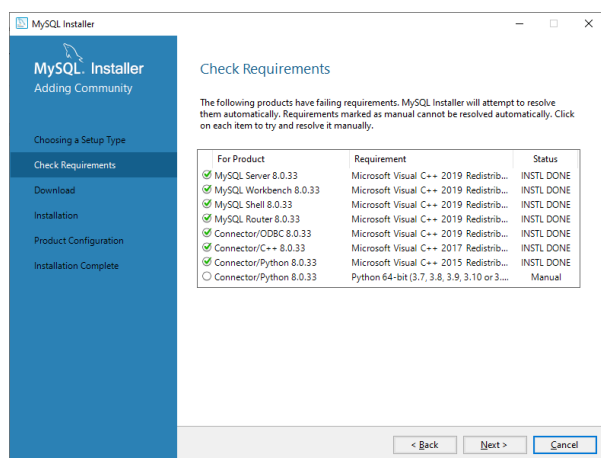 MySQL Installer
MySQL. Installer
Adding Community
Choosing a Setup Type
Check Requirements
Download
Installation
Product Configuration
Installation Complete
Check Requirements
The following products have failing requirements. MySQL Installer will attempt to resolve
them automatically. Requirements marked as manual cannot be resolved automatically. Click
on each item to try and resolve it manually.
For Product Requirement Status
MySQL Server 8.0.33 Microsoft Visual C++ 2019 Redistrib... INSTL DONE
MySQL Workbench 8.0.33 Microsoft Visual C++ 2019 Redistrib... INSTL DONE
MySQL Shell 8.0.33 Microsoft Visual C++ 2019 Redistrib... INSTL DONE
MySQL Router 8.0.33 Microsoft Visual C++ 2019 Redistrib... INSTL DONE
Connector/ODBC 8.0.33 Microsoft Visual C++ 2019 Redistrib... INSTL DONE
Connector/C++ 8.0.33 Microsoft Visual C++ 2017 Redistrib... INSTL DONE
Connector/Python 8.0.33 Microsoft Visual C++ 2015 Redistrib... INSTL DONE
Connector/Python 8.0.33 Python 64-bit (3.7, 3.8, 3.9, 3.10 or 3.... Manual
< Back Next > Cancel